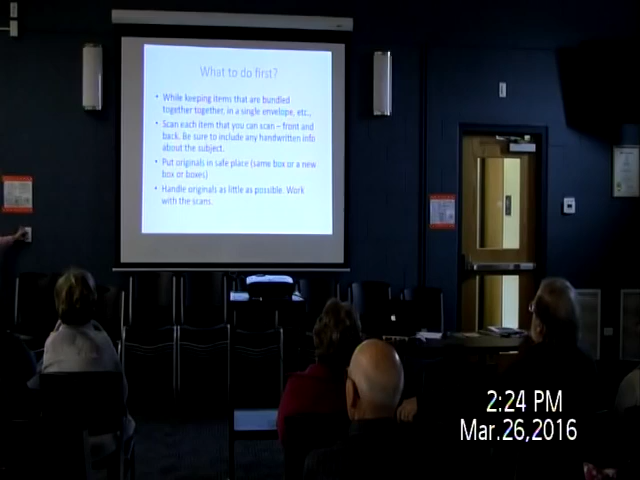 What to do first?
• While keeping items that are bundled
together together, in a single envelope, etc.,
• Scan each item that you can scan – front and
back. Be sure to include any handwritten info
about the subject.
• Put originals in safe place (same box or a new
box or boxes)
• Handle originals as little as possible. Work
with the scans.
2:24 PM
Mar.26,2016